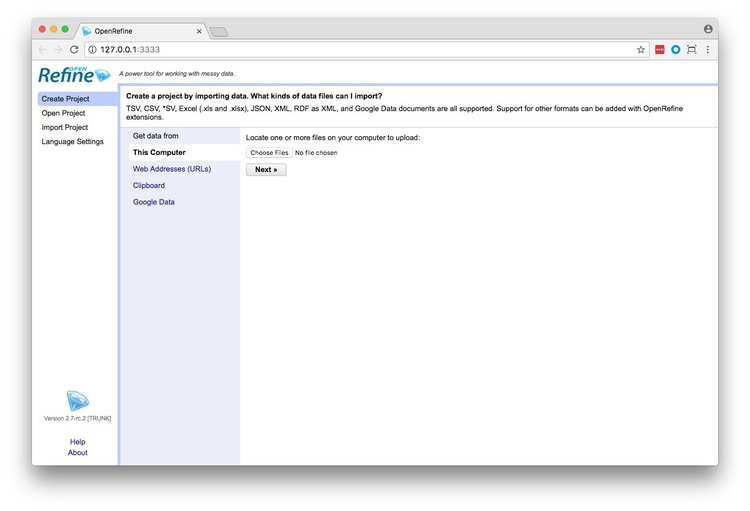 OpenRefine
127.0.0.1:3333
OPEN
Refine
A power tool for working with messy data.
Create Project
Open Project
Import Project
Language Settings
Create a project by importing data. What kinds of data files can I import?
TSV, CSV, *SV, Excel (.xls and .xlsx), JSON, XML, RDF as XML, and Google Data documents are all supported. Support for other formats can be added with OpenRefine
extensions.
Get data from
This Computer
Web Addresses (URLs)
Clipboard
Google Data
Locate one or more files on your computer to upload:
Choose Files No file chosen
Next »
Version 2.7-rc.2 [TRUNK]
Help
About